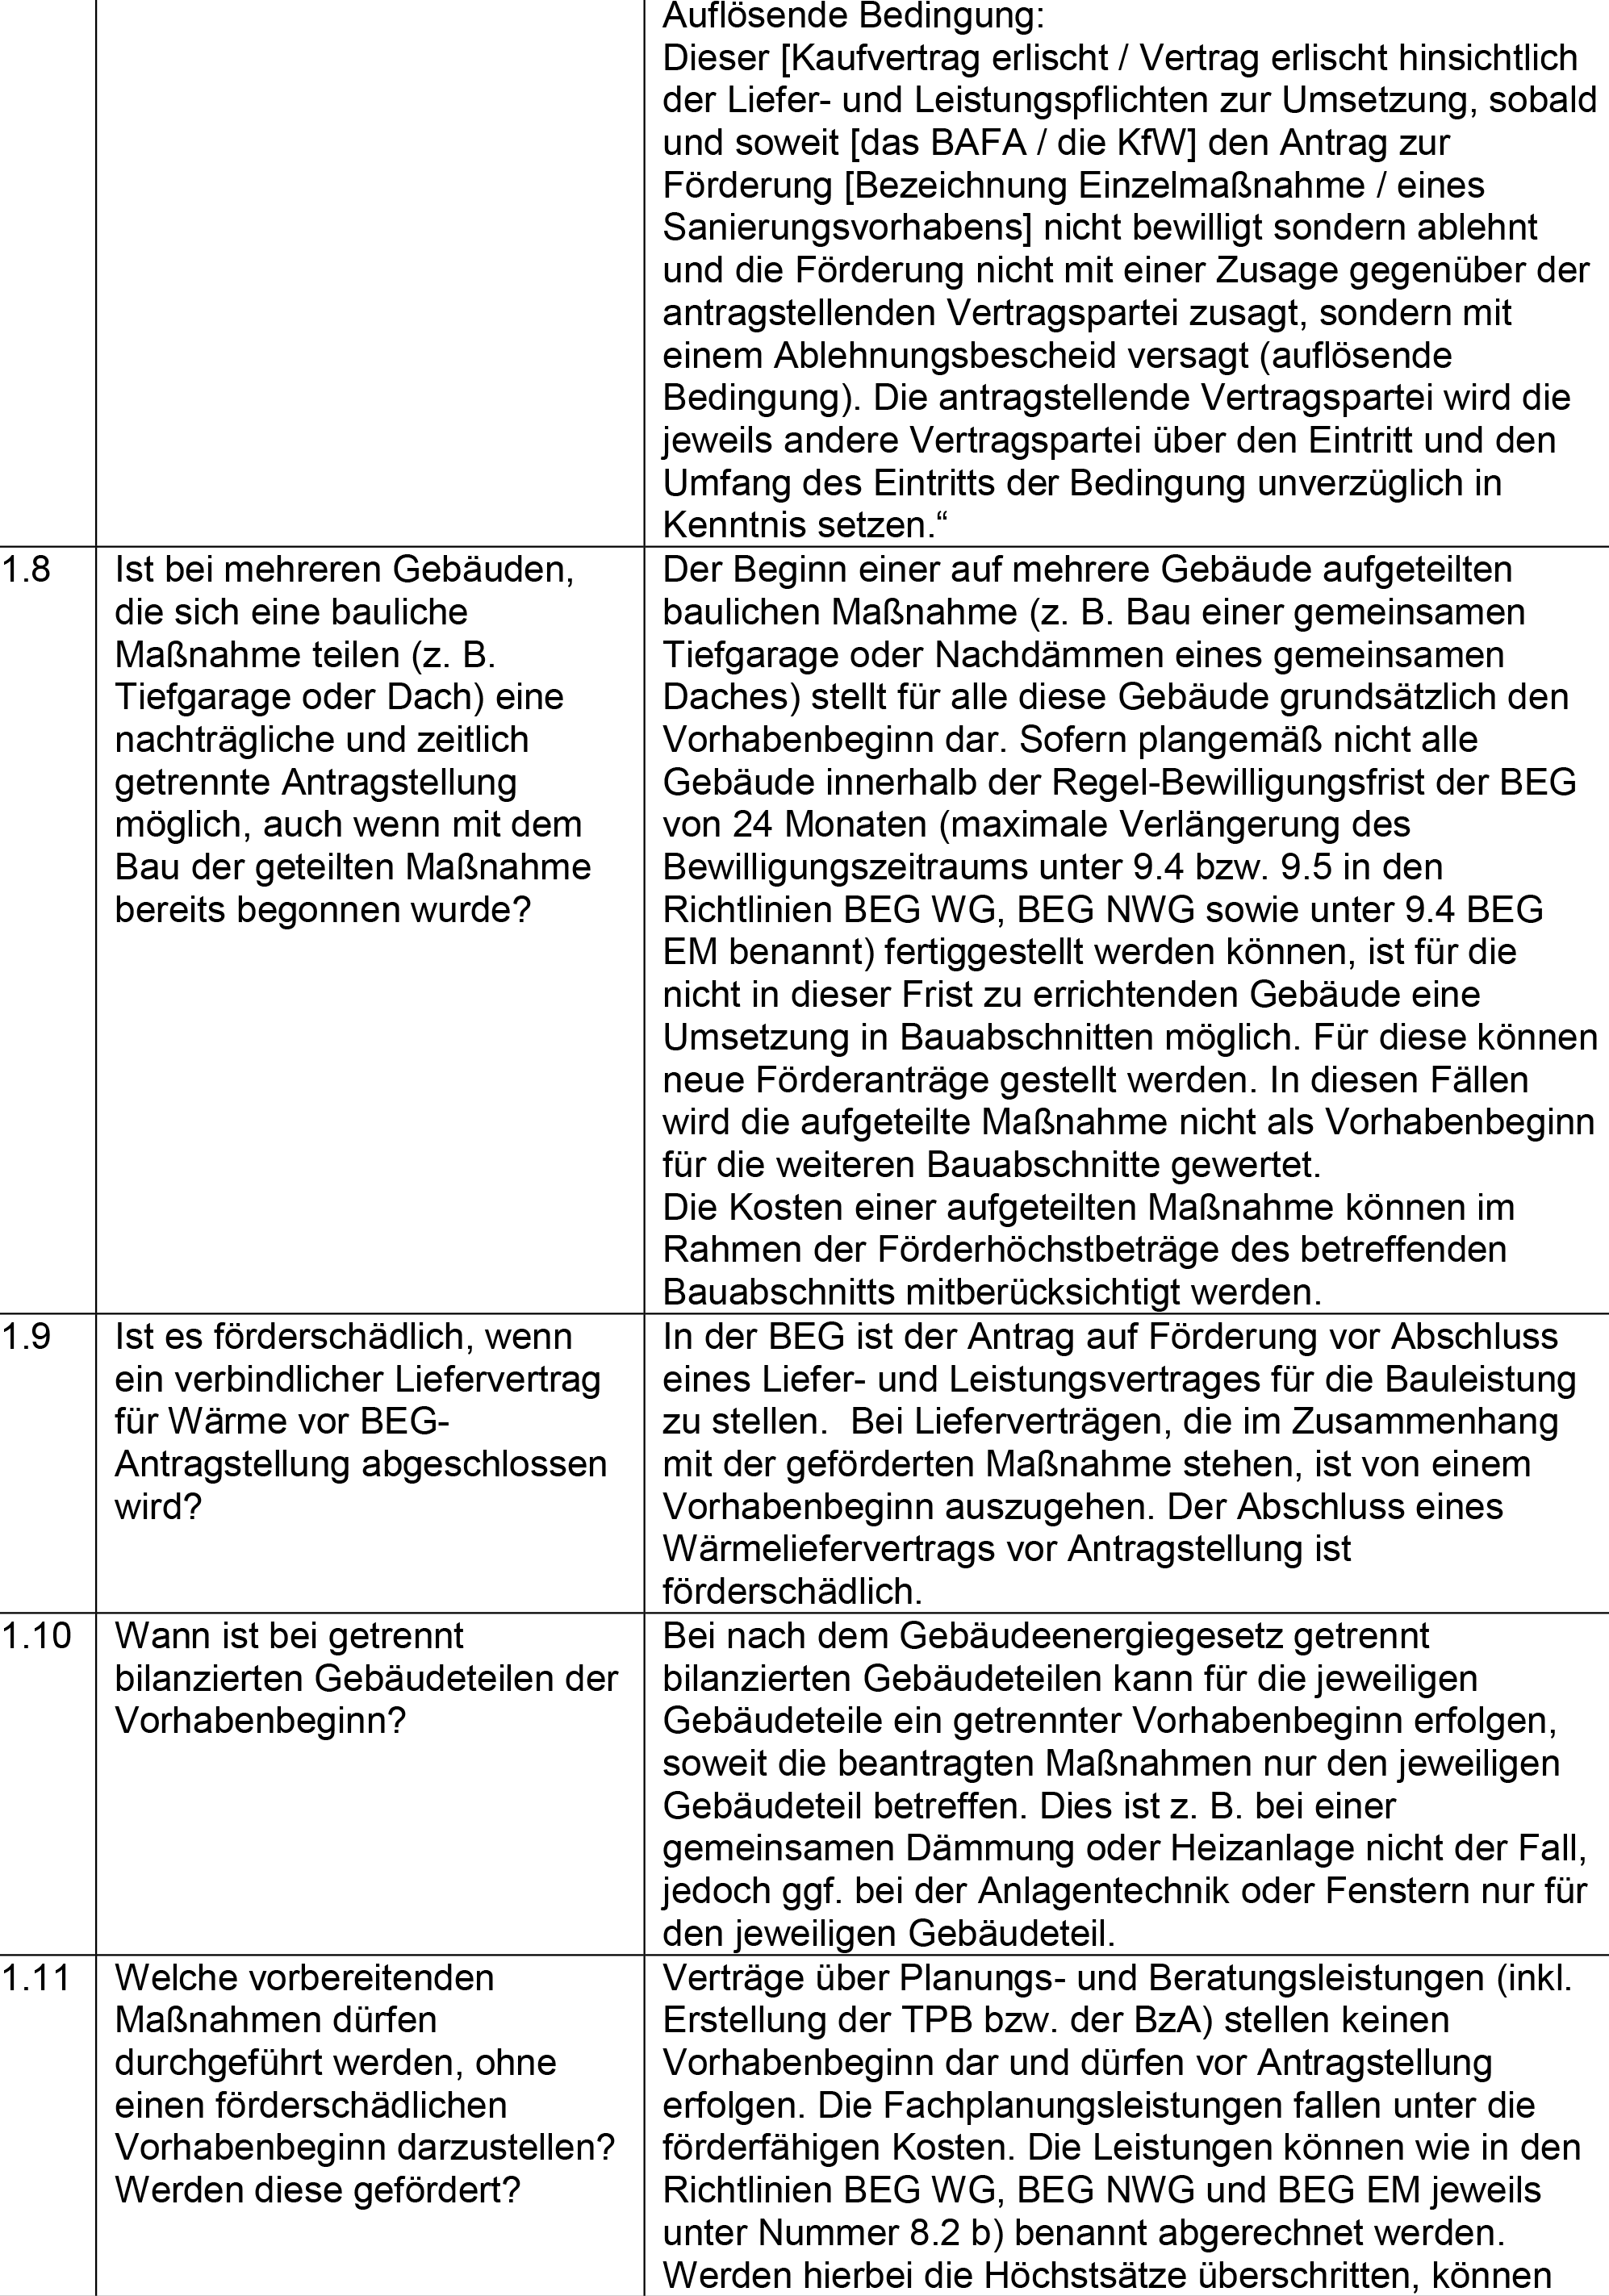 Auflösende Bedingung:
Dieser [Kaufvertrag erlischt / Vertrag erlischt hinsichtlich
der Liefer- und Leistungspflichten zur Umsetzung, sobald
und soweit [das BAFA / die KfW] den Antrag zur
Förderung [Bezeichnung Einzelmaßnahme / eines
Sanierungsvorhabens] nicht bewilligt sondern ablehnt
und die Förderung nicht mit einer Zusage gegenüber der
antragstellenden Vertragspartei zusagt, sondern mit
einem Ablehnungsbescheid versagt (auflösende
Bedingung). Die antragstellende Vertragspartei wird die
jeweils andere Vertragspartei über den Eintritt und den
Umfang des Eintritts der Bedingung unverzüglich in
Kenntnis setzen.“
1.8
Ist bei mehreren Gebäuden,
die sich eine bauliche
Maßnahme teilen (z. B.
Tiefgarage oder Dach) eine
nachträgliche und zeitlich
getrennte Antragstellung
möglich, auch wenn mit dem
Bau der geteilten Maßnahme
bereits begonnen wurde?
Der Beginn einer auf mehrere Gebäude aufgeteilten
baulichen Maßnahme (z. B. Bau einer gemeinsamen
Tiefgarage oder Nachdämmen eines gemeinsamen
Daches) stellt für alle diese Gebäude grundsätzlich den
Vorhabenbeginn dar. Sofern plangemäß nicht alle
Gebäude innerhalb der Regel-Bewilligungsfrist der BEG
von 24 Monaten (maximale Verlängerung des
Bewilligungszeitraums unter 9.4 bzw. 9.5 in den
Richtlinien BEG WG, BEG NWG sowie unter 9.4 BEG
EM benannt) fertiggestellt werden können, ist für die
nicht in dieser Frist zu errichtenden Gebäude eine
Umsetzung in Bauabschnitten möglich. Für diese können
neue Förderanträge gestellt werden. In diesen Fällen
wird die aufgeteilte Maßnahme nicht als Vorhabenbeginn
für die weiteren Bauabschnitte gewertet.
Die Kosten einer aufgeteilten Maßnahme können im
Rahmen der Förderhöchstbeträge des betreffenden
Bauabschnitts mitberücksichtigt werden.
1.9
Ist es förderschädlich, wenn
ein verbindlicher Liefervertrag
für Wärme vor BEG-
Antragstellung abgeschlossen
wird?
In der BEG ist der Antrag auf Förderung vor Abschluss
eines Liefer- und Leistungsvertrages für die Bauleistung
zu stellen.  Bei Lieferverträgen, die im Zusammenhang
mit der geförderten Maßnahme stehen, ist von einem
Vorhabenbeginn auszugehen. Der Abschluss eines
Wärmeliefervertrags vor Antragstellung ist
förderschädlich.
1.10
Wann ist bei getrennt
bilanzierten Gebäudeteilen der
Vorhabenbeginn?
Bei nach dem Gebäudeenergiegesetz getrennt
bilanzierten Gebäudeteilen kann für die jeweiligen
Gebäudeteile ein getrennter Vorhabenbeginn erfolgen,
soweit die beantragten Maßnahmen nur den jeweiligen
Gebäudeteil betreffen. Dies ist z. B. bei einer
gemeinsamen Dämmung oder Heizanlage nicht der Fall,
jedoch ggf. bei der Anlagentechnik oder Fenstern nur für
den jeweiligen Gebäudeteil.
1.11
Welche vorbereitenden
Maßnahmen dürfen
durchgeführt werden, ohne
einen förderschädlichen
Vorhabenbeginn darzustellen?
Werden diese gefördert?
Verträge über Planungs- und Beratungsleistungen (inkl.
Erstellung der TPB bzw. der BzA) stellen keinen
Vorhabenbeginn dar und dürfen vor Antragstellung
erfolgen. Die Fachplanungsleistungen fallen unter die
förderfähigen Kosten. Die Leistungen können wie in den
Richtlinien BEG WG, BEG NWG und BEG EM jeweils
unter Nummer 8.2 b) benannt abgerechnet werden.
Werden hierbei die Höchstsätze überschritten, können